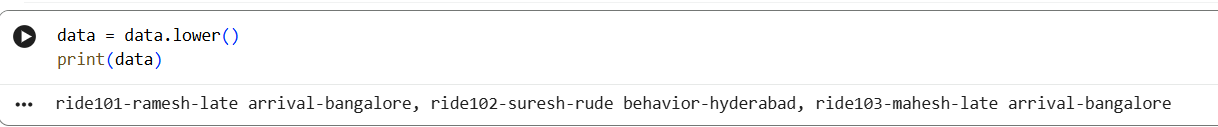 data = data.lower()
print(data)
ride101-ramesh-late arrival-bangalore, ride102-suresh-rude behavior-hyderabad, ride103-mahesh-late arrival-bangalore